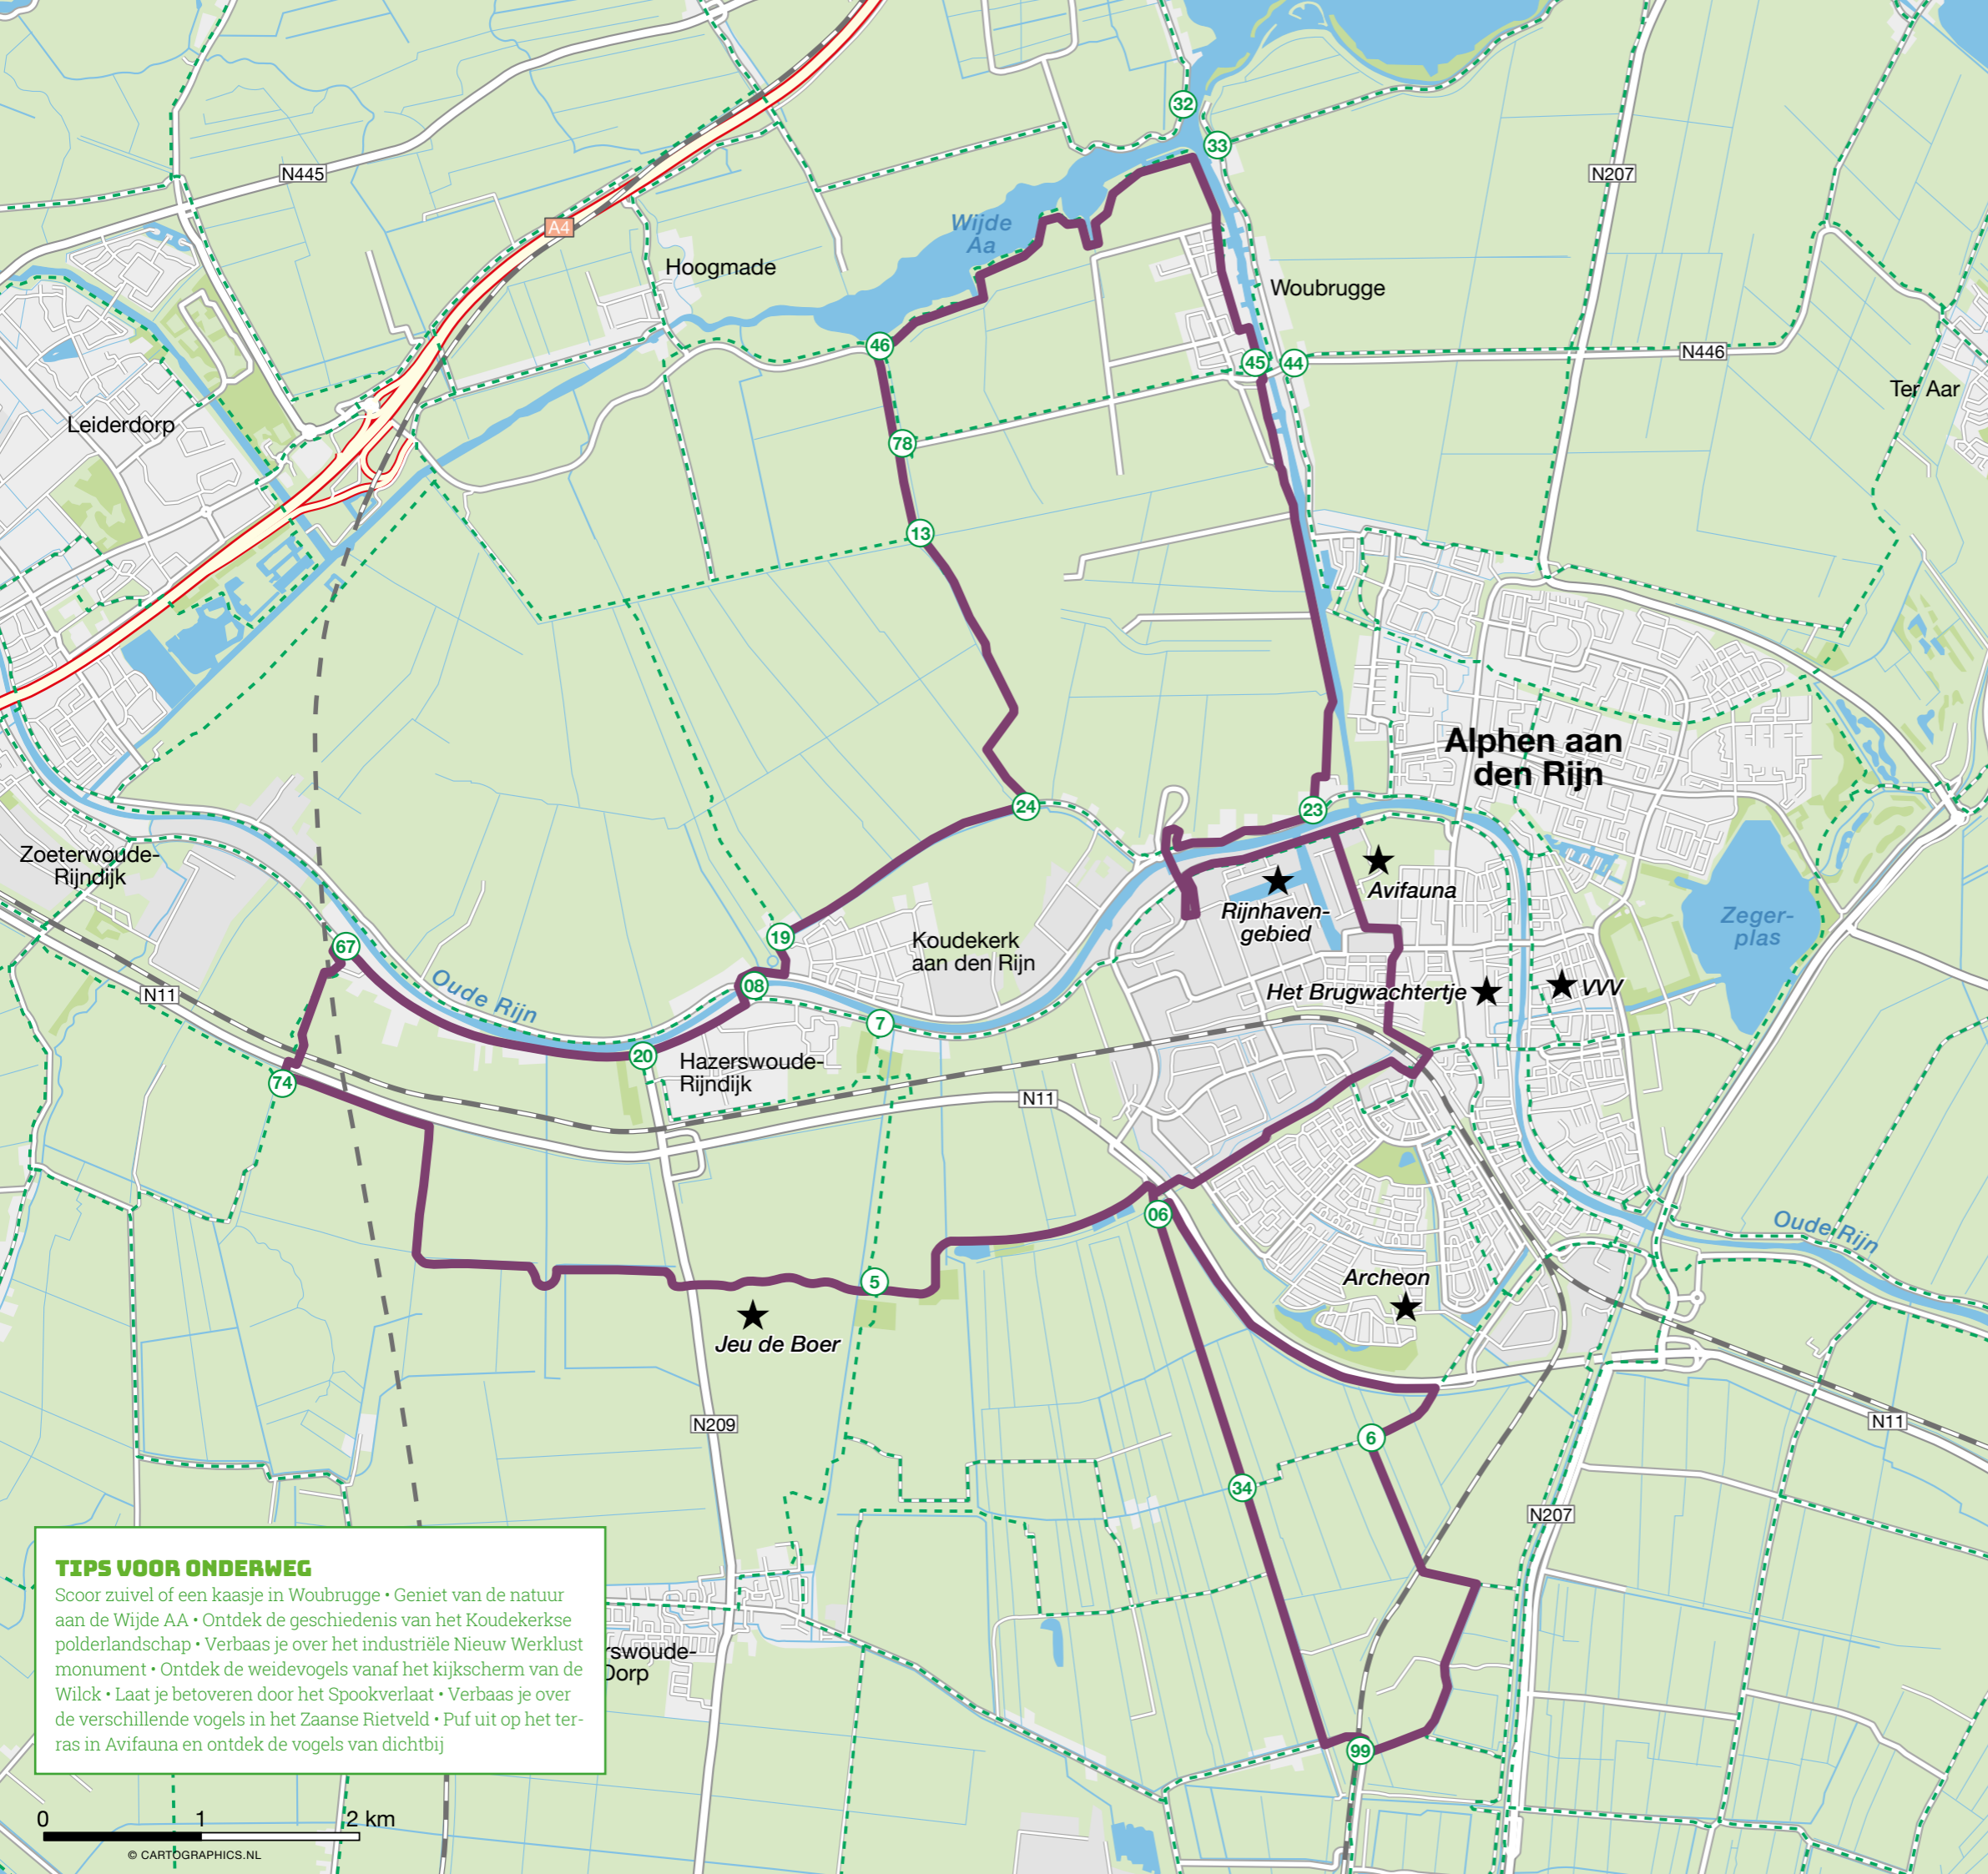 32
33
N445
N207
A4
Wijde
Aa
Hoogmade
Woubrugge
46
45
44
N446
Ter Aar
Leiderdorp
78
13
Alphen aan
den Rijn
24
23
Zoeterwoude-
Rijndijk
Avifauna
Rijnhaven-
gebied
Zeger-
plas
19
Koudekerk
aan den Rijn
67
08
Oude Rijn
N11
Het Brugwachtertje
VVV
7
20
Hazerswoude-
Rijndijk
74
N11
06
Oude Rijn
5
Archeon
Jeu de Boer
N209
6
N11
34
N207
TIPS VOOR ONDERWEG
Scoor zuivel of een kaasje in Woubrugge • Geniet van de natuur
aan de Wijde AA • Ontdek de geschiedenis van het Koudekerkse
polderlandschap • Verbaas je over het industriële Nieuw Werklust
monument • Ontdek de weidevogels vanaf het kijkscherm van de
Wilck • Laat je betoveren door het Spookverlaat • Verbaas je over
de verschillende vogels in het Zaanse Rietveld • Puf uit op het ter-
ras in Avifauna en ontdek de vogels van dichtbij
rswoude-
Dorp
99
0 1 2 km
© CARTOGRAPHICS.NL